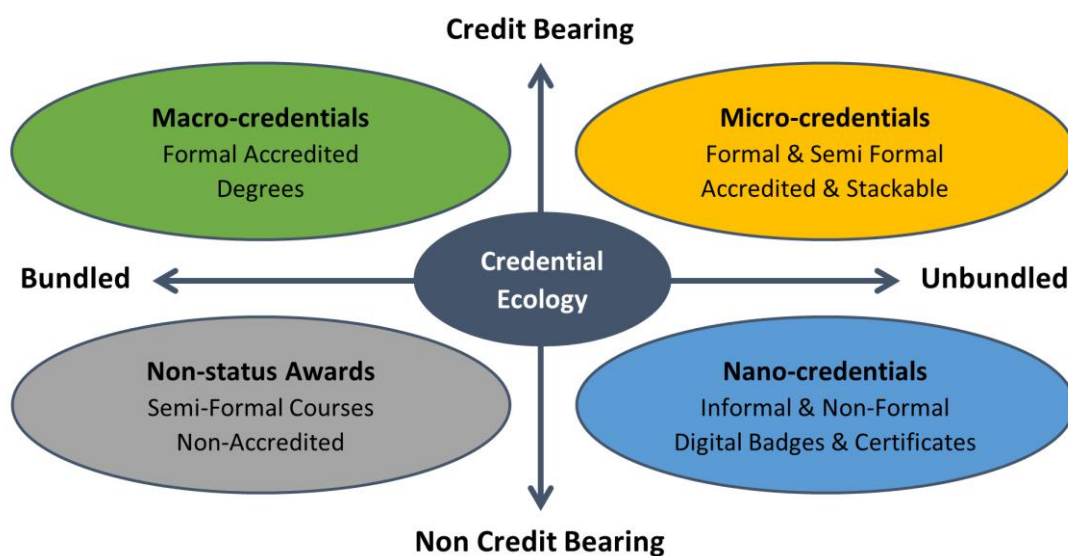 Credit Bearing
Macro-credentials
Formal Accredited
Degrees
Micro-credentials
Formal & Semi Formal
Accredited & Stackable
Bundled
Credential
Ecology
Unbundled
Non-status Awards
Semi-Formal Courses
Non-Accredited
Nano-credentials
Informal & Non-Formal
Digital Badges & Certificates
Non Credit Bearing